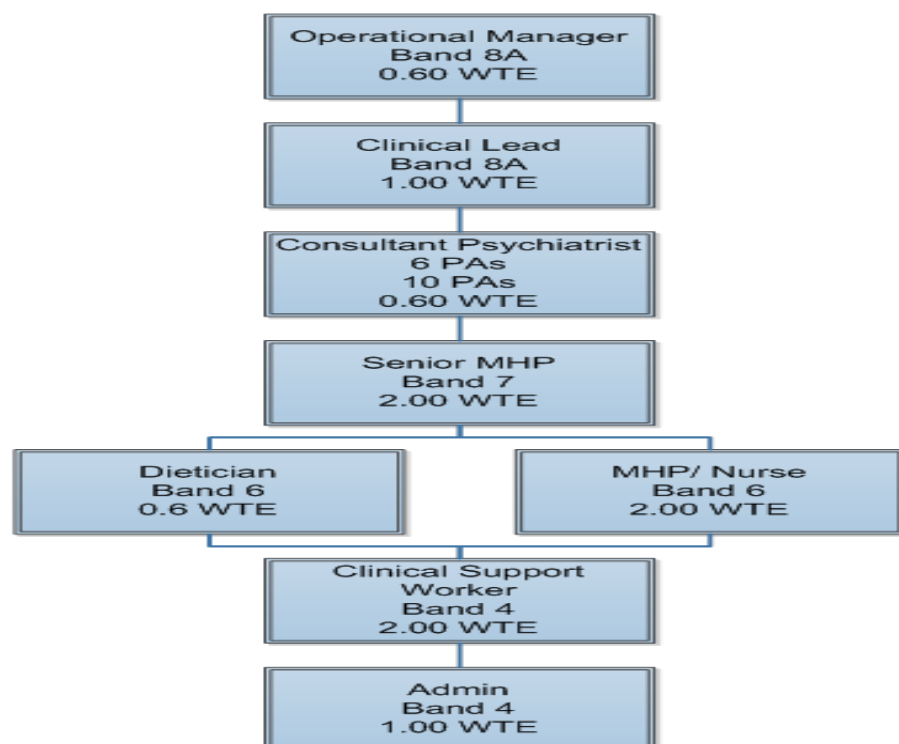 Operational Manager
Band 8A
0.60 WTE
Clinical Lead
Band 8A
1.00 WTE
Consultant Psychiatrist
6 PAs
10 PAs
0.60 WTE
Senior MHP
Band 7
2.00 WTE
Dietician
Band 6
0.6 WTE
MHP/ Nurse
Band 6
2.00 WTE
Clinical Support
Worker
Band 4
2.00 WTE
Admin
Band 4
1.00 WTE